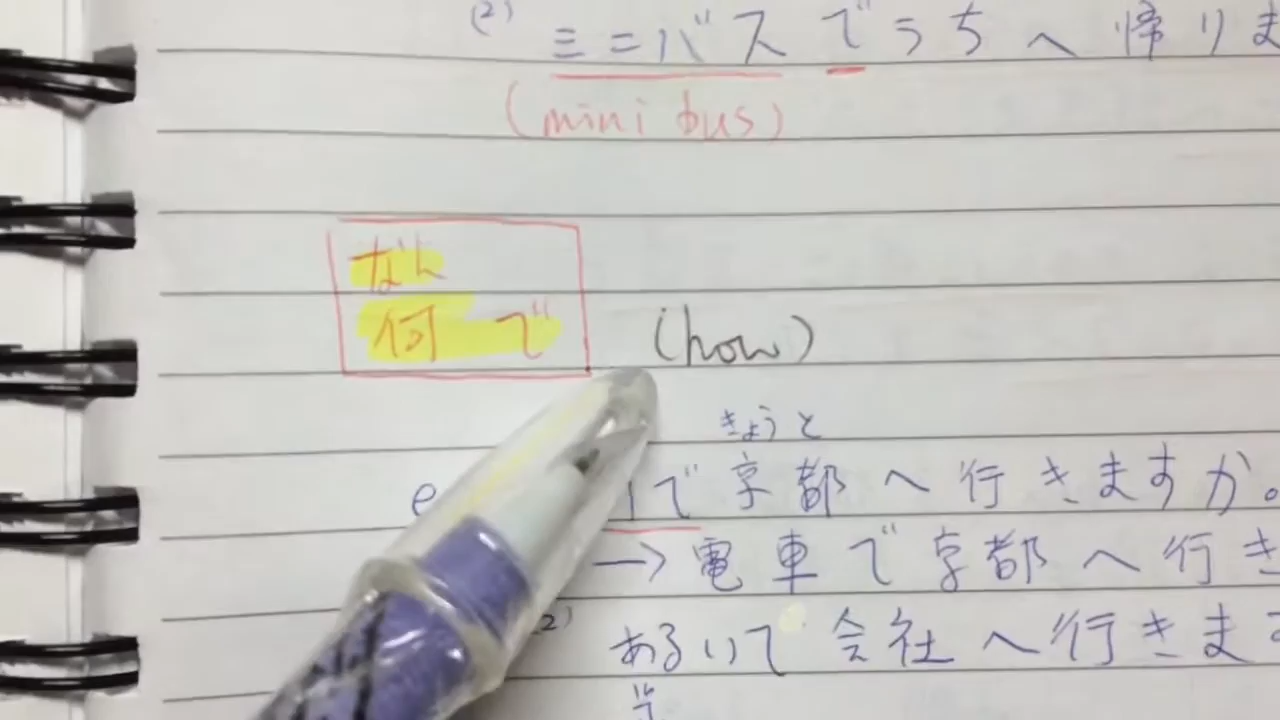 (2) ミニバスでうちへ帰りま
(mini bus)
なん
何で (how)
きょうと
で京都へ行きますか。
→電車で京都へ行き
(2) あるいて会社へ行きます